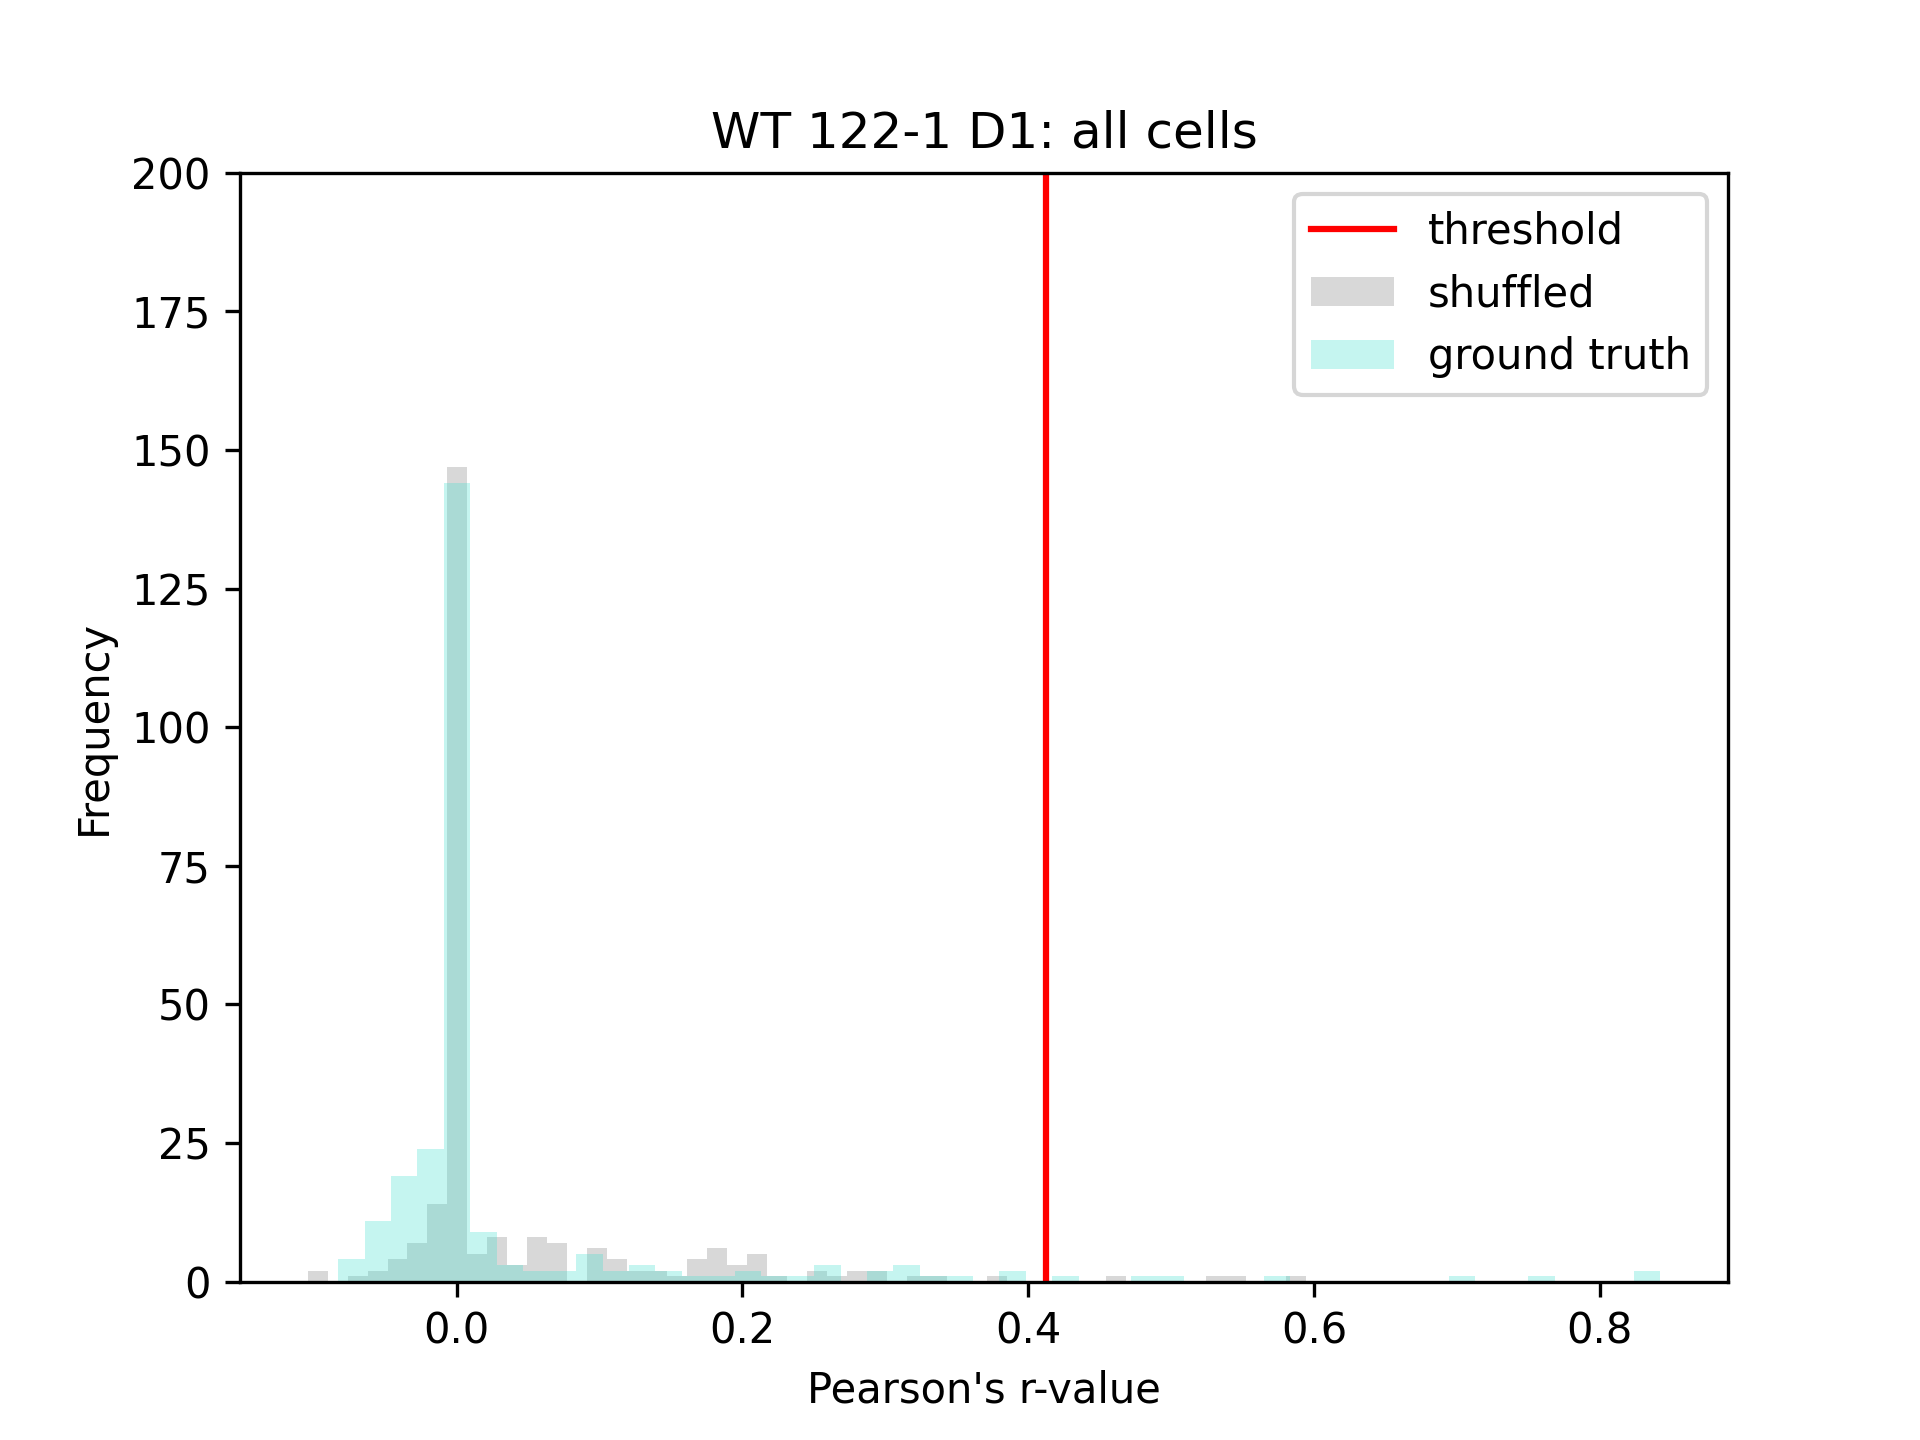 WT 122-1 D1: all cells
200
175
150
125
100
75
50
25
0
Frequency
threshold
shuffled
ground truth
0.0 0.2 0.4 0.6 0.8
Pearson's r-value